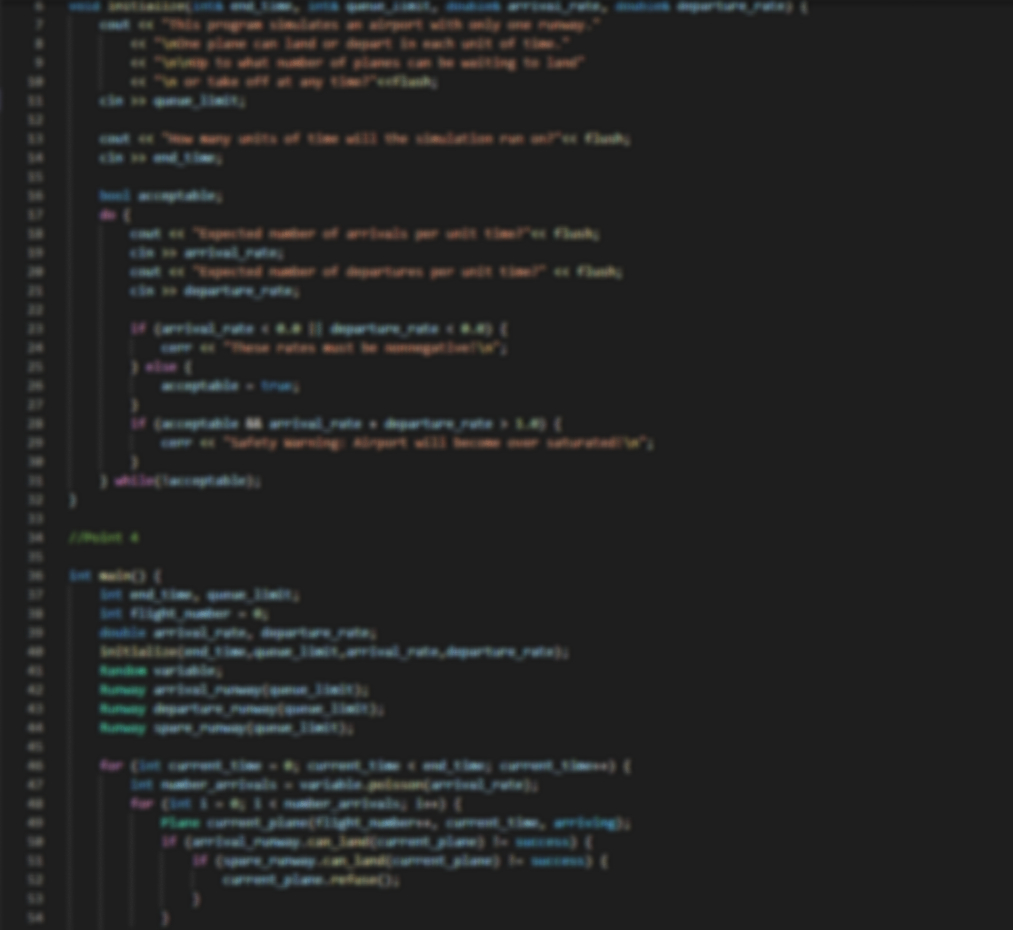 6 void initialize(int& end_time, int& queue_limit, double& arrival_rate, double& departure_rate) {
7 cout << "This program simulates an airport with only one runway."
8 << "\nOne plane can land or depart in each unit of time."
9 << "\n\nUp to what number of planes can be waiting to land"
10 << "\n or take off at any time?"<<flush;
11 cin >> queue_limit;
12
13 cout << "How many units of time will the simulation run on?"<< flush;
14 cin >> end_time;
15
16 bool acceptable;
17 do {
18 cout << "Expected number of arrivals per unit time?"<< flush;
19 cin >> arrival_rate;
20 cout << "Expected number of departures per unit time?" << flush;
21 cin >> departure_rate;
22
23 if (arrival_rate < 0.0 || departure_rate < 0.0) {
24 cerr << "These rates must be nonnegative!\n";
25 } else {
26 acceptable = true;
27 }
28 if (acceptable && arrival_rate + departure_rate > 1.0) {
29 cerr << "Safety Warning: Airport will become over saturated!\n";
30 }
31 } while(!acceptable);
32 }
33
34 //Point 4
35
36 int main() {
37 int end_time, queue_limit;
38 int flight_number = 0;
39 double arrival_rate, departure_rate;
40 initialize(end_time,queue_limit,arrival_rate,departure_rate);
41 Random variable;
42 Runway arrival_runway(queue_limit);
43 Runway departure_runway(queue_limit);
44 Runway spare_runway(queue_limit);
45
46 for (int current_time = 0; current_time < end_time; current_time++) {
47 int number_arrivals = variable.poisson(arrival_rate);
48 for (int i = 0; i < number_arrivals; i++) {
49 Plane current_plane(flight_number++, current_time, arriving);
50 if (arrival_runway.can_land(current_plane) != success) {
51 if (spare_runway.can_land(current_plane) != success) {
52 current_plane.refuse();
53 }
54 }